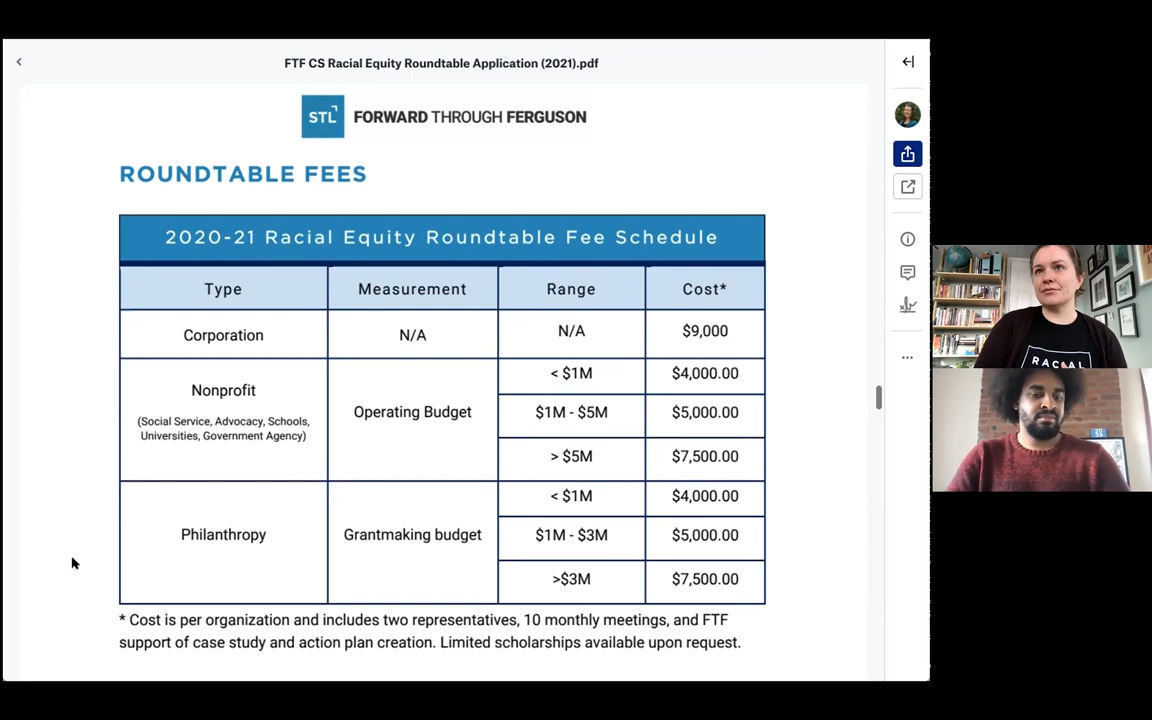 FTF CS Racial Equity Roundtable Application (2021).pdf
STL
FORWARD THROUGH FERGUSON
ROUNDTABLE FEES
2020-21 Racial Equity Roundtable Fee Schedule
Type Measurement Range Cost*
Corporation N/A N/A $9,000
Nonprofit
(Social Service, Advocacy, Schools,
Universities, Government Agency)
Operating Budget
< $1M $4,000.00
$1M - $5M $5,000.00
> $5M $7,500.00
Philanthropy
Grantmaking budget
< $1M $4,000.00
$1M - $3M $5,000.00
>$3M $7,500.00
* Cost is per organization and includes two representatives, 10 monthly meetings, and FTF
support of case study and action plan creation. Limited scholarships available upon request.
RACIAL